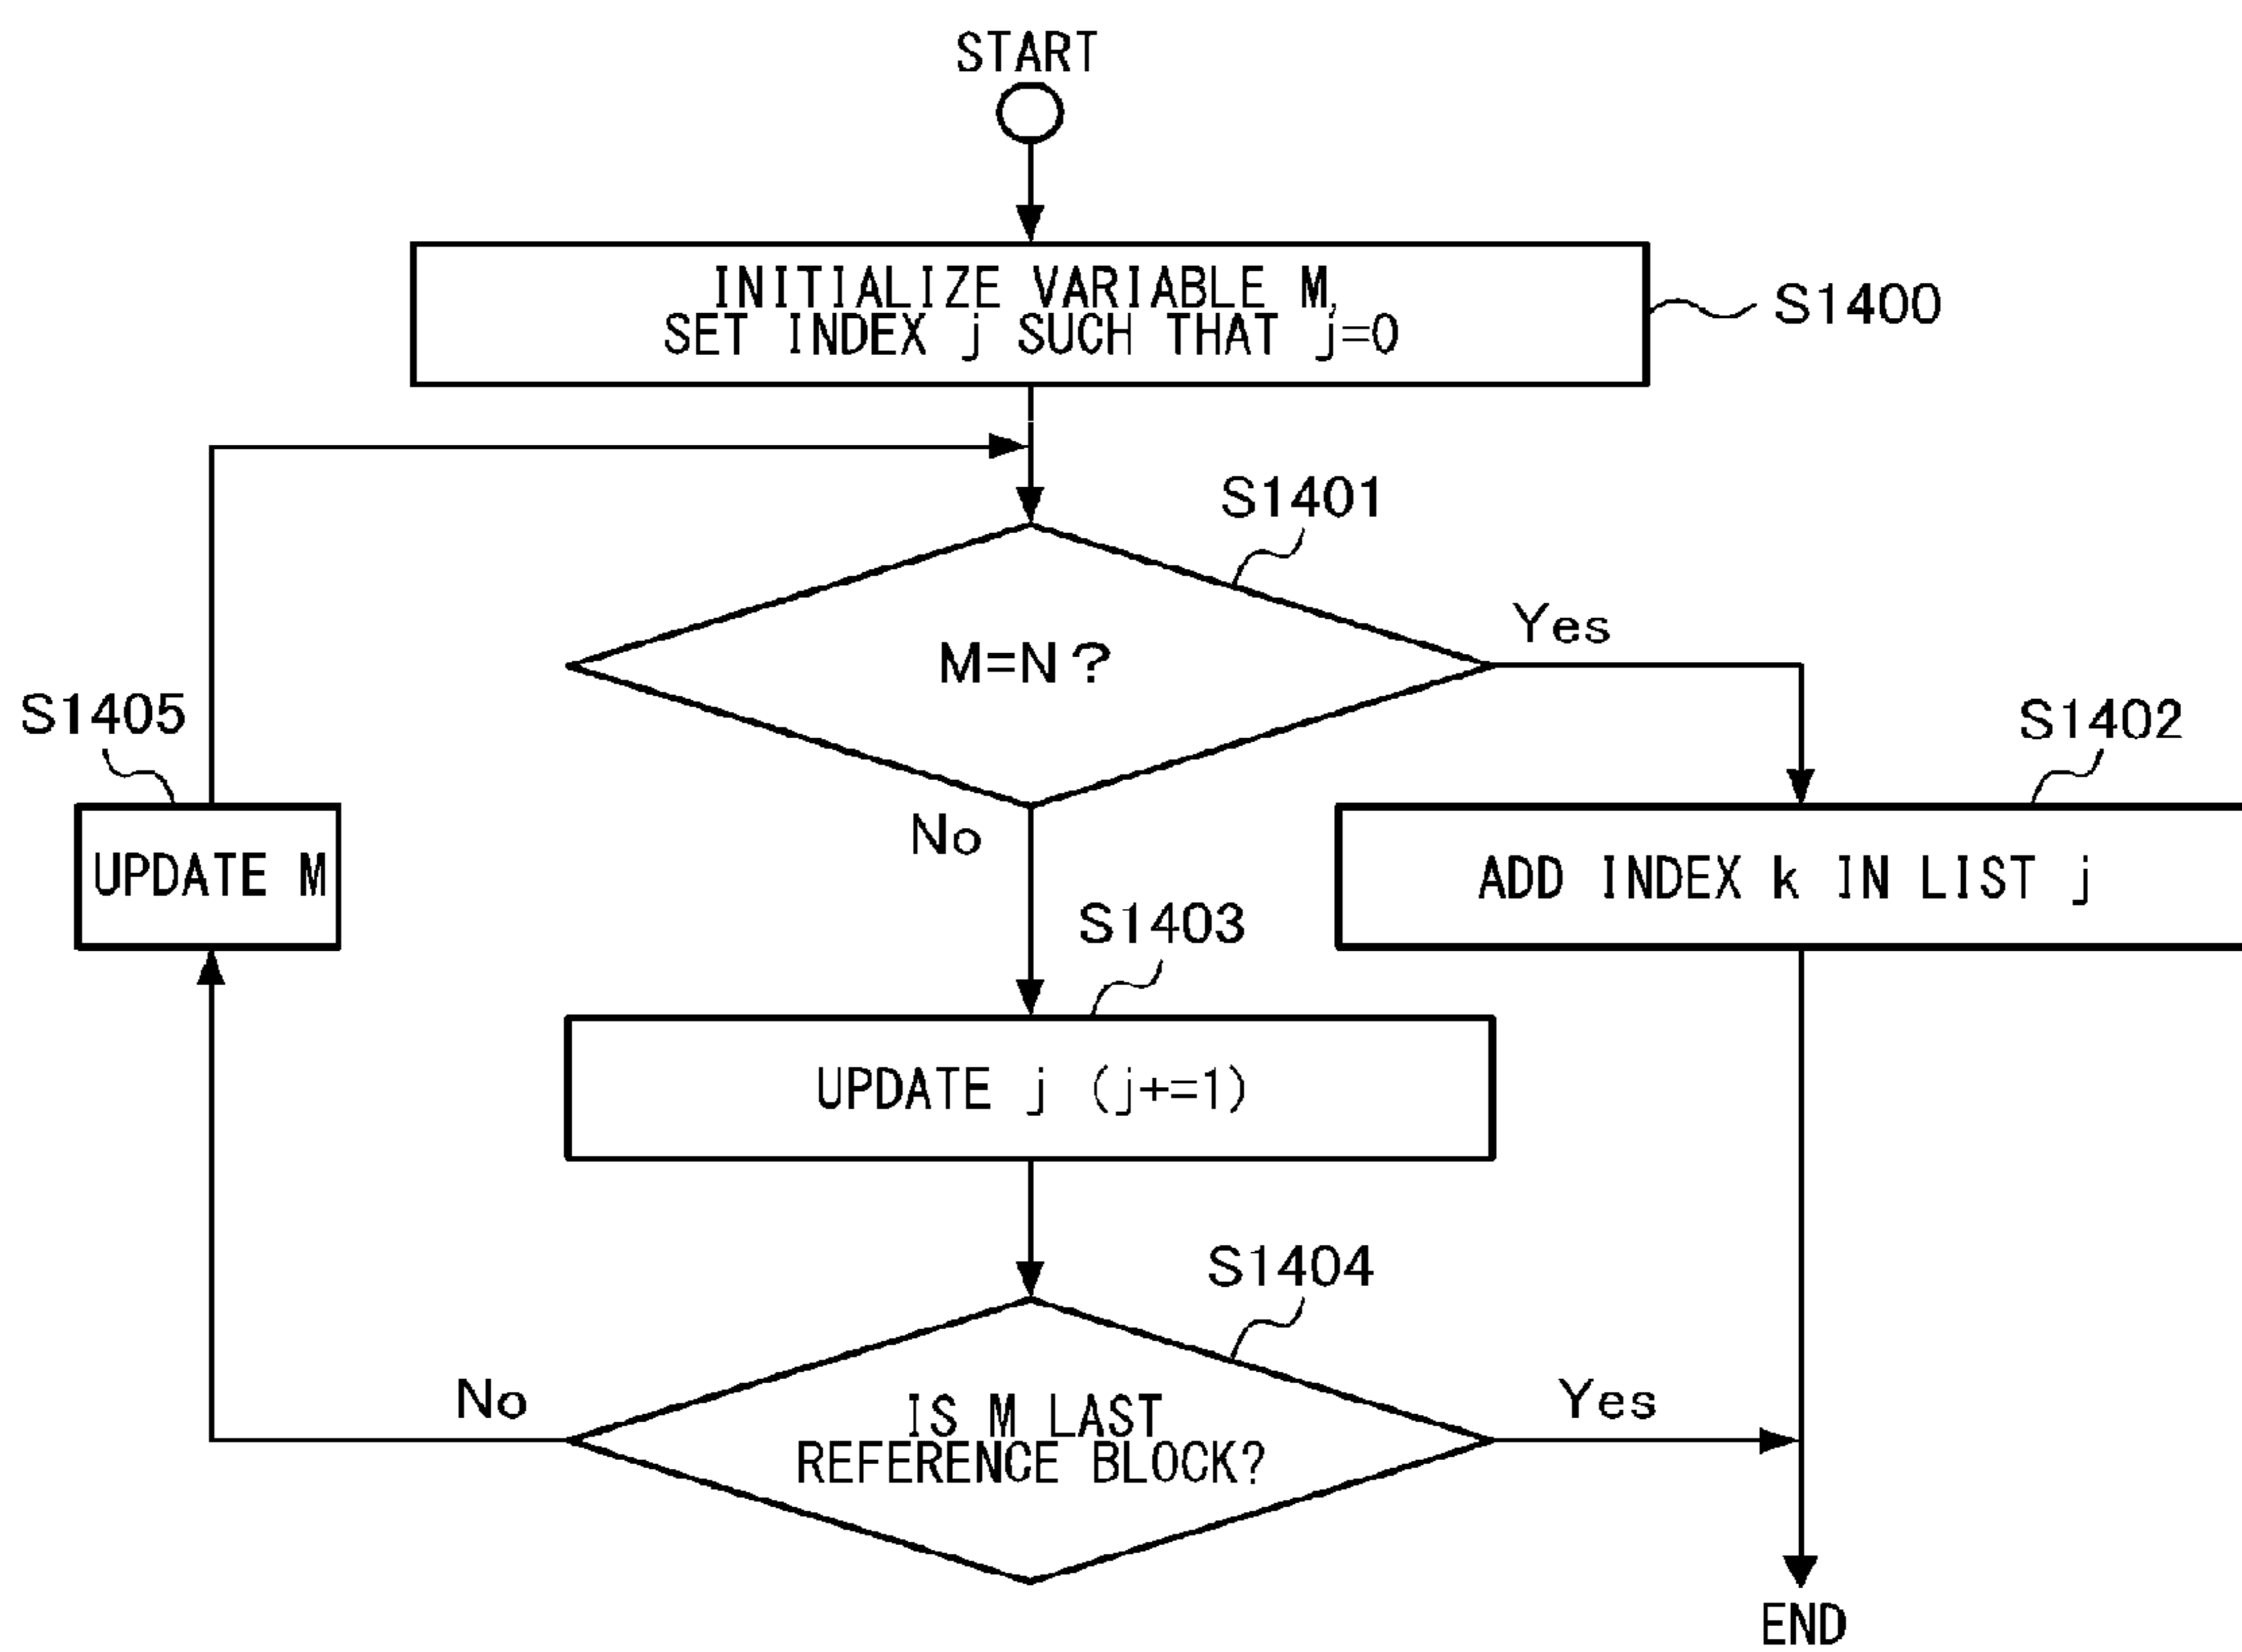 START
INITIALIZE VARIABLE M,
SET INDEX j SUCH THAT j=0
S1400
S1401
M=N?
Yes
S1405
S1402
UPDATE M
No
ADD INDEX k IN LIST j
S1403
UPDATE j (j+=1)
S1404
No
IS M LAST
REFERENCE BLOCK?
Yes
END